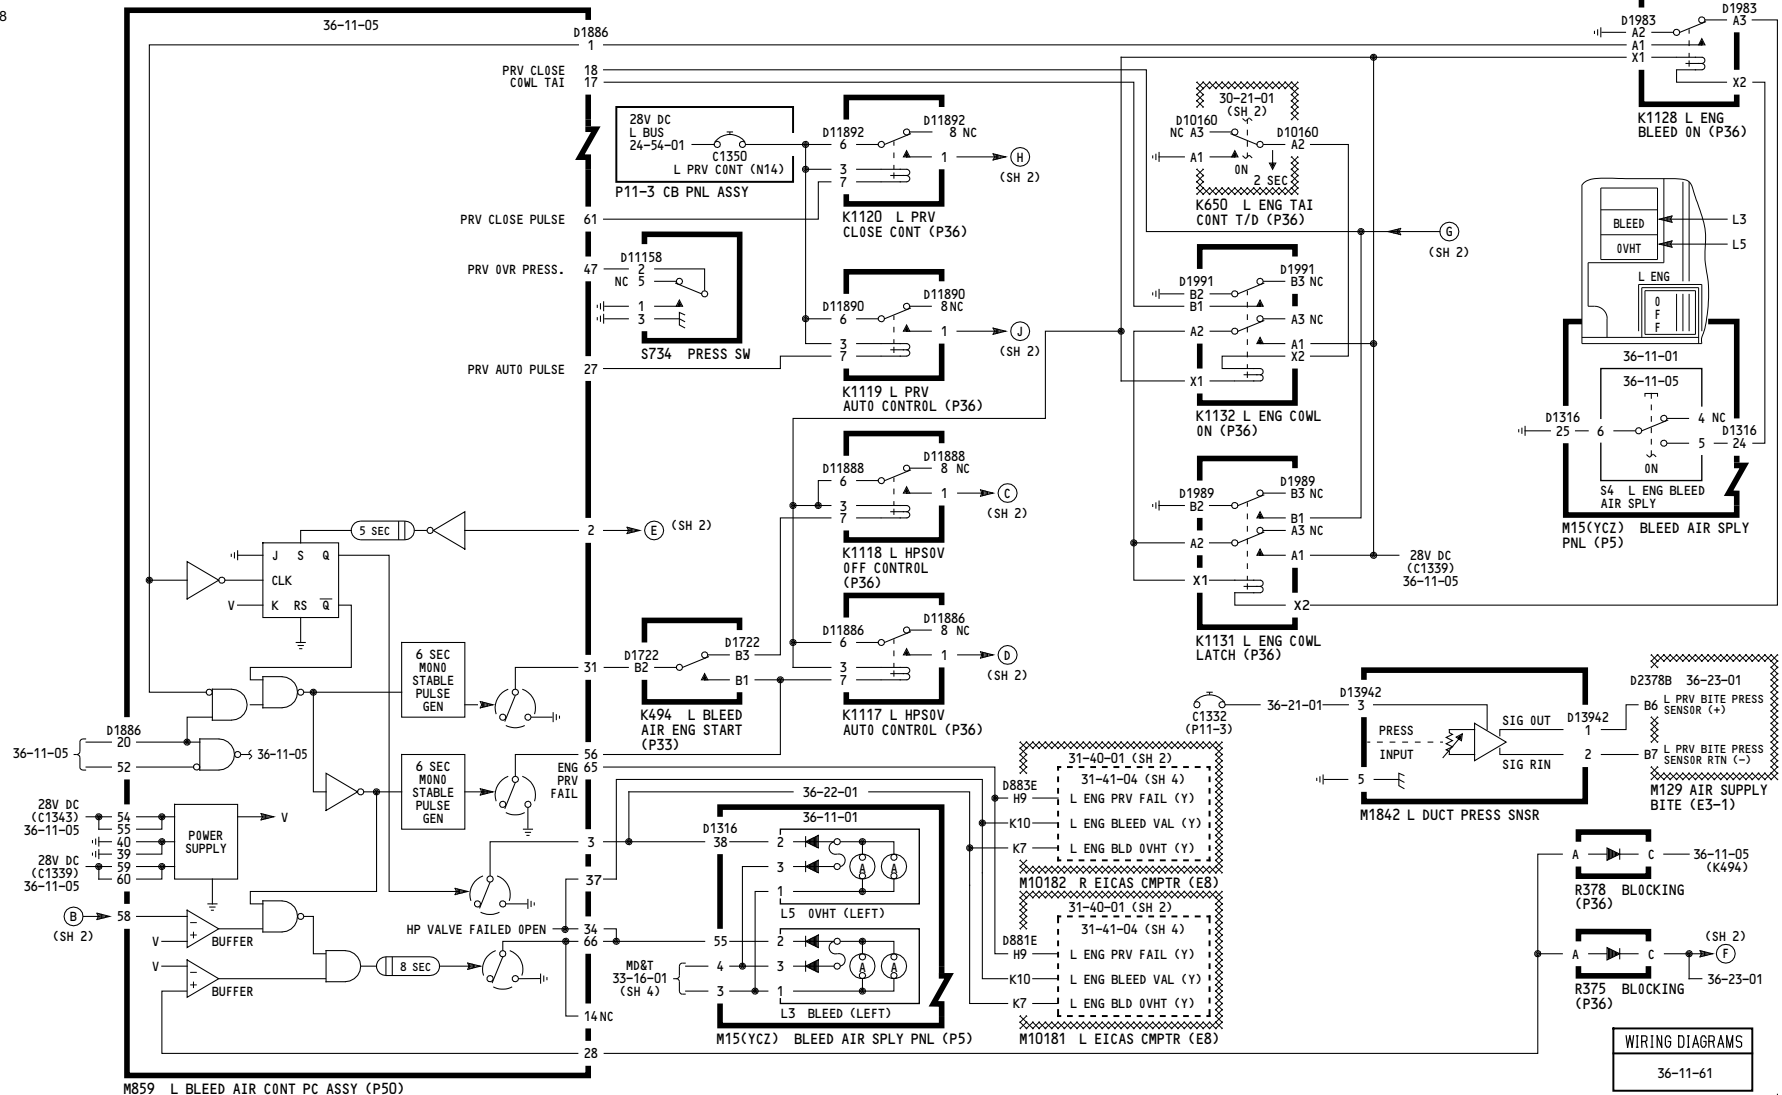 8
36-11-05
D1886
1
PRV CLOSE 18
COWL TAI 17
PRV CLOSE PULSE 61
PRV OVR PRESS. 47
PRV AUTO PULSE 27
28V DC
L BUS
24-54-01
C1350
L PRV CONT (N14)
P11-3 CB PNL ASSY
D11158
2
NC 5
1
3
S734 PRESS SW
D11892
6
3
7
D11892
8 NC
1
H
(SH 2)
K1120 L PRV
CLOSE CONT (P36)
D11890
6
3
7
D11890
8NC
1
J
(SH 2)
K1119 L PRV
AUTO CONTROL (P36)
D11888
6
3
7
D11888
8 NC
1
C
(SH 2)
K1118 L HPSOV
OFF CONTROL
(P36)
D11886
6
3
7
D11886
8 NC
1
D
(SH 2)
K1117 L HPSOV
AUTO CONTROL (P36)
30-21-01
(SH 2)
D10160
NC A3
A1
D10160
A2
ON
2 SEC
K650 L ENG TAI
CONT T/D (P36)
G
(SH 2)
D1991
B2
B1
A2
X1
D1991
B3 NC
A3 NC
A1
X2
K1132 L ENG COWL
ON (P36)
D1989
B2
A2
X1
D1989
B3 NC
B1
A3 NC
A1
X2
28V DC
(C1339)
36-11-05
K1131 L ENG COWL
LATCH (P36)
D1983
A2
A1
X1
D1983
A3
X2
K1128 L ENG
BLEED ON (P36)
BLEED
OVHT
L3
L5
L ENG
O
F
F
36-11-01
36-11-05
D1316
25
6
4 NC
5
D1316
24
ON
S4 L ENG BLEED
AIR SPLY
M15(YCZ) BLEED AIR SPLY
PNL (P5)
5 SEC
2
E
(SH 2)
J S Q
CLK
V
K RS Q
6 SEC
MONO
STABLE
PULSE
GEN
31
D1722
B2
D1722
B3
B1
K494 L BLEED
AIR ENG START
(P33)
D1886
20
36-11-05
52
36-11-05
6 SEC
MONO
STABLE
PULSE
GEN
56
ENG 65
PRV
FAIL
28V DC
(C1343)
36-11-05
54
55
40
39
28V DC
(C1339)
36-11-05
59
60
POWER
SUPPLY
V
3
37
B
(SH 2)
58
V
BUFFER
V
BUFFER
8 SEC
HP VALVE FAILED OPEN
34
66
14 NC
28
M859 L BLEED AIR CONT PC ASSY (P50)
36-22-01
36-11-01
D1316
38
2
3
1
A
A
L5 OVHT (LEFT)
55
4
3
MD&T
33-16-01
(SH 4)
2
3
1
A
A
L3 BLEED (LEFT)
M15(YCZ) BLEED AIR SPLY PNL (P5)
31-40-01 (SH 2)
31-41-04 (SH 4)
D883E
H9
L ENG PRV FAIL (Y)
K10
L ENG BLEED VAL (Y)
K7
L ENG BLD OVHT (Y)
M10182 R EICAS CMPTR (E8)
31-40-01 (SH 2)
31-41-04 (SH 4)
D881E
H9
L ENG PRV FAIL (Y)
K10
L ENG BLEED VAL (Y)
K7
L ENG BLD OVHT (Y)
M10181 L EICAS CMPTR (E8)
C1332
(P11-3)
36-21-01
D13942
3
PRESS
INPUT
5
SIG OUT
SIG RIN
D13942
1
2
M1842 L DUCT PRESS SNSR
D2378B 36-23-01
B6
L PRV BITE PRESS
SENSOR (+)
B7
L PRV BITE PRESS
SENSOR RTN (-)
M129 AIR SUPPLY
BITE (E3-1)
A
C
36-11-05
(K494)
R378 BLOCKING
(P36)
A
C
(SH 2)
F
36-23-01
R375 BLOCKING
(P36)
WIRING DIAGRAMS
36-11-61